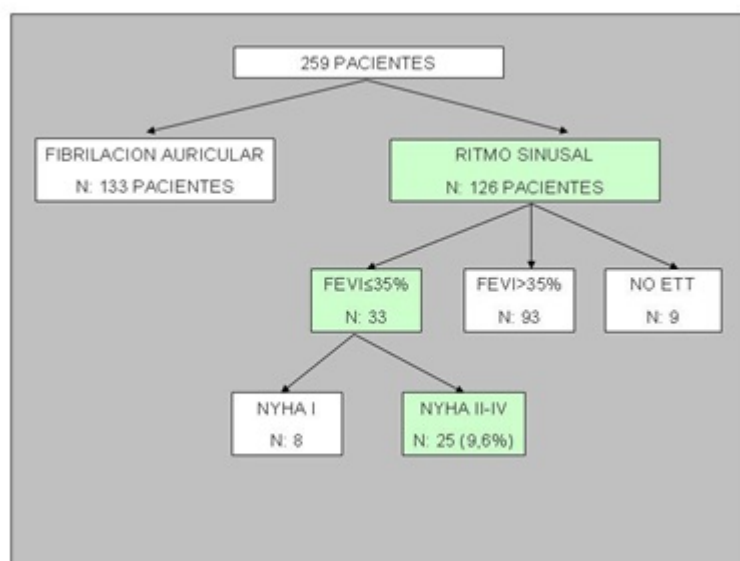 259 PACIENTES
FIBRILACION AURICULAR
N: 133 PACIENTES
RITMO SINUSAL
N: 126 PACIENTES
FEVI≤35%
N: 33
FEVI>35%
N: 93
NO ETT
N: 9
NYHA I
N: 8
NYHA II-IV
N: 25 (9,6%)